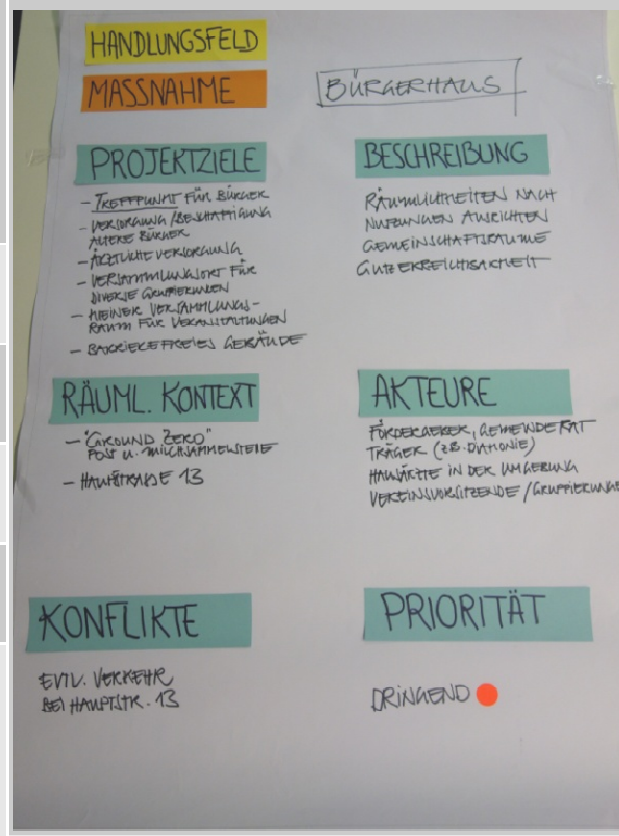 HANDLUNGSFELD
MASSNAHME
BÜRGERHAUS
PROJEKTZIELE
- TREFFPUNKT FÜR BÜRGER
- VERSORGUNG / BESCHÄFTIGUNG
ÄLTERE BÜRGER
- ÄRZTLICHE VERSORGUNG
- VERSAMMLUNGSORT FÜR
DIVERSE GRUPPIERUNGEN
- KLEINER VERSAMMLUNGS-
RAUM FÜR VERANSTALTUNGEN
- BARRIEREFREIES GEBÄUDE
BESCHREIBUNG
RÄUMLICHKEITEN NACH
NUTZUNGEN AUSRICHTEN
GEMEINSCHAFTSRÄUME
GUTE ERREICHBARKEIT
RÄUML. KONTEXT
- "GROUND ZERO"
POST U. MILCHSAMMELSTELLE
- HAUPTSTRASSE 13
AKTEURE
FÖRDERGEBER, GEMEINDERAT
TRÄGER (z.B. DIAKONIE)
HAUSÄRZTE IN DER UMGEBUNG
VEREINSVORSITZENDE / GRUPPIERUNGE
KONFLIKTE
EVTL. VERKEHR
BEI HAUPTSTR. 13
PRIORITÄT
DRINGEND